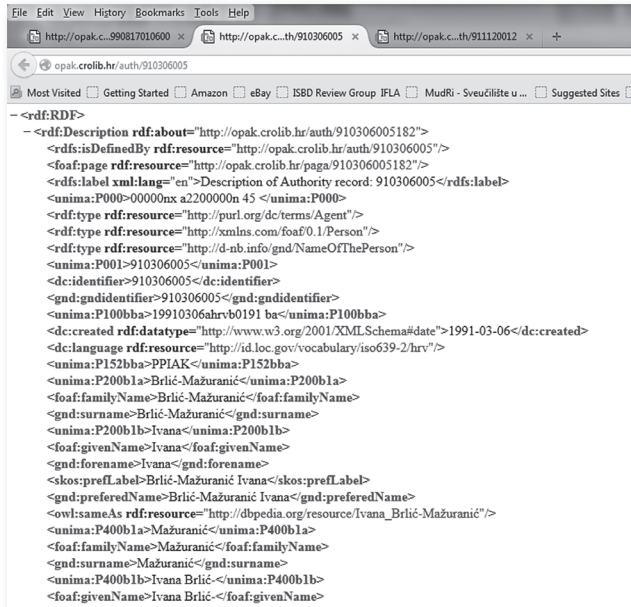 File Edit View History Bookmarks Tools Help
http://opak.c...990817010600 × http://opak.c...th/910306005 × http://opak.c...th/911120012 × +
opak.crolib.hr/auth/910306005
Most Visited Getting Started Amazon eBay ISBD Review Group IFLA MudRi - Sveučilište u ... Suggested Sites
− <rdf:RDF>
− <rdf:Description rdf:about="http://opak.crolib.hr/auth/910306005182">
<rdfs:isDefinedBy rdf:resource="http://opak.crolib.hr/auth/910306005"/>
<foaf:page rdf:resource="http://opak.crolib.hr/paga/910306005182"/>
<rdfs:label xml:lang="en">Description of Authority record: 910306005</rdfs:label>
<unima:P000>00000nx a2200000n 45 </unima:P000>
<rdf:type rdf:resource="http://purl.org/dc/terms/Agent"/>
<rdf:type rdf:resource="http://xmlns.com/foaf/0.1/Person"/>
<rdf:type rdf:resource="http://d-nb.info/gnd/NameOfThePerson"/>
<unima:P001>910306005</unima:P001>
<dc:identifier>910306005</dc:identifier>
<gnd:gndidentifier>910306005</gnd:gndidentifier>
<unima:P100bba>19910306ahrvb0191 ba</unima:P100bba>
<dc:created rdf:datatype="http://www.w3.org/2001/XMLSchema#date">1991-03-06</dc:created>
<dc:language rdf:resource="http://id.loc.gov/vocabulary/iso639-2/hrv"/>
<unima:P152bba>PPIAK</unima:P152bba>
<unima:P200b1a>Brlić-Mažuranić</unima:P200b1a>
<foaf:familyName>Brlić-Mažuranić</foaf:familyName>
<gnd:surname>Brlić-Mažuranić</gnd:surname>
<unima:P200b1b>Ivana</unima:P200b1b>
<foaf:givenName>Ivana</foaf:givenName>
<gnd:forename>Ivana</gnd:forename>
<skos:prefLabel>Brlić-Mažuranić Ivana</skos:prefLabel>
<gnd:preferedName>Brlić-Mažuranić Ivana</gnd:preferedName>
<owl:sameAs rdf:resource="http://dbpedia.org/resource/Ivana_Brlić-Mažuranić"/>
<unima:P400b1a>Mažuranić</unima:P400b1a>
<foaf:familyName>Mažuranić</foaf:familyName>
<gnd:surname>Mažuranić</gnd:surname>
<unima:P400b1b>Ivana Brlić-</unima:P400b1b>
<foaf:givenName>Ivana Brlić-</foaf:givenName>